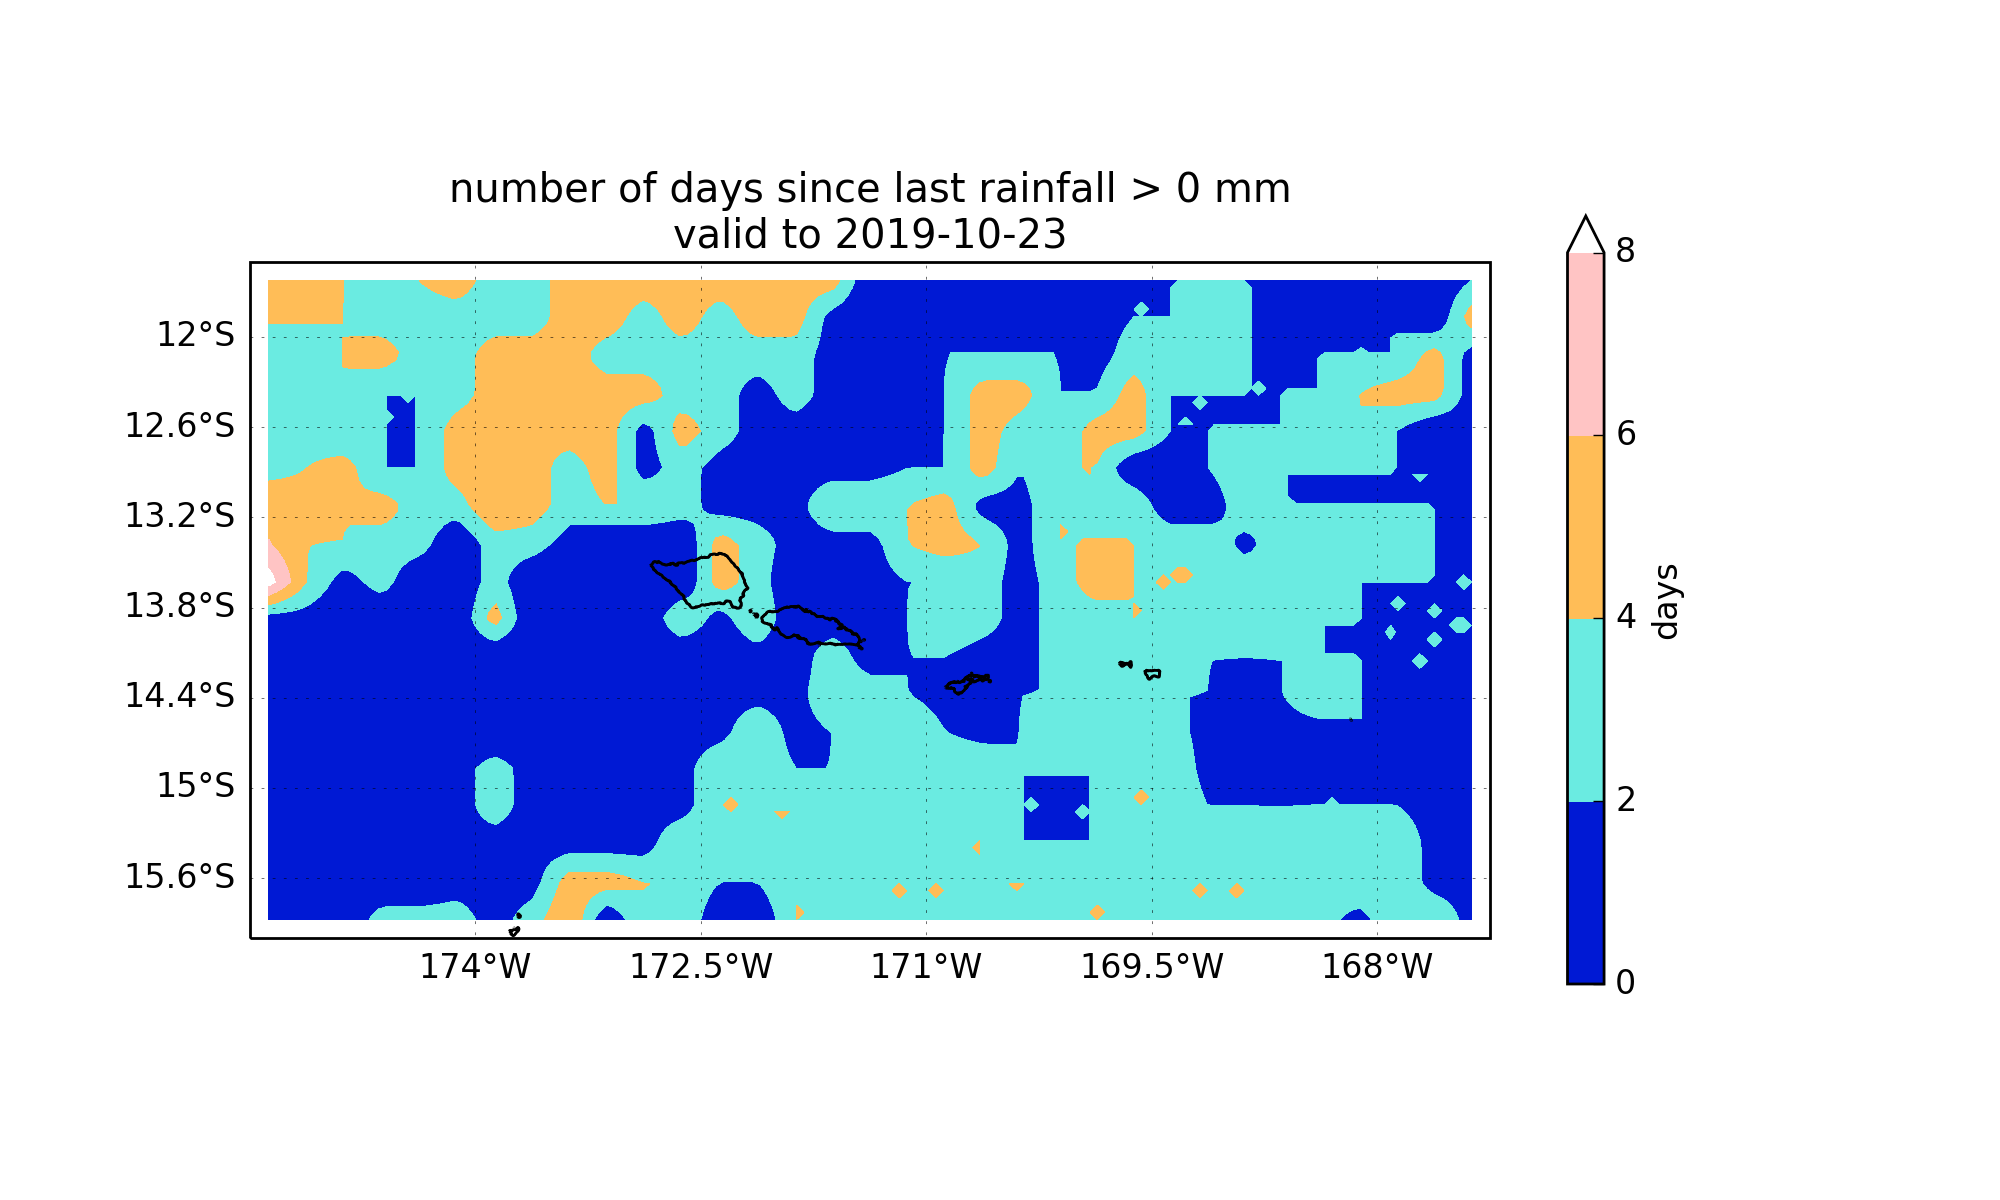 number of days since last rainfall > 0 mm
valid to 2019-10-23
12°S
12.6°S
13.2°S
13.8°S
14.4°S
15°S
15.6°S
174°W 172.5°W 171°W 169.5°W 168°W
8
6
4
2
0
days